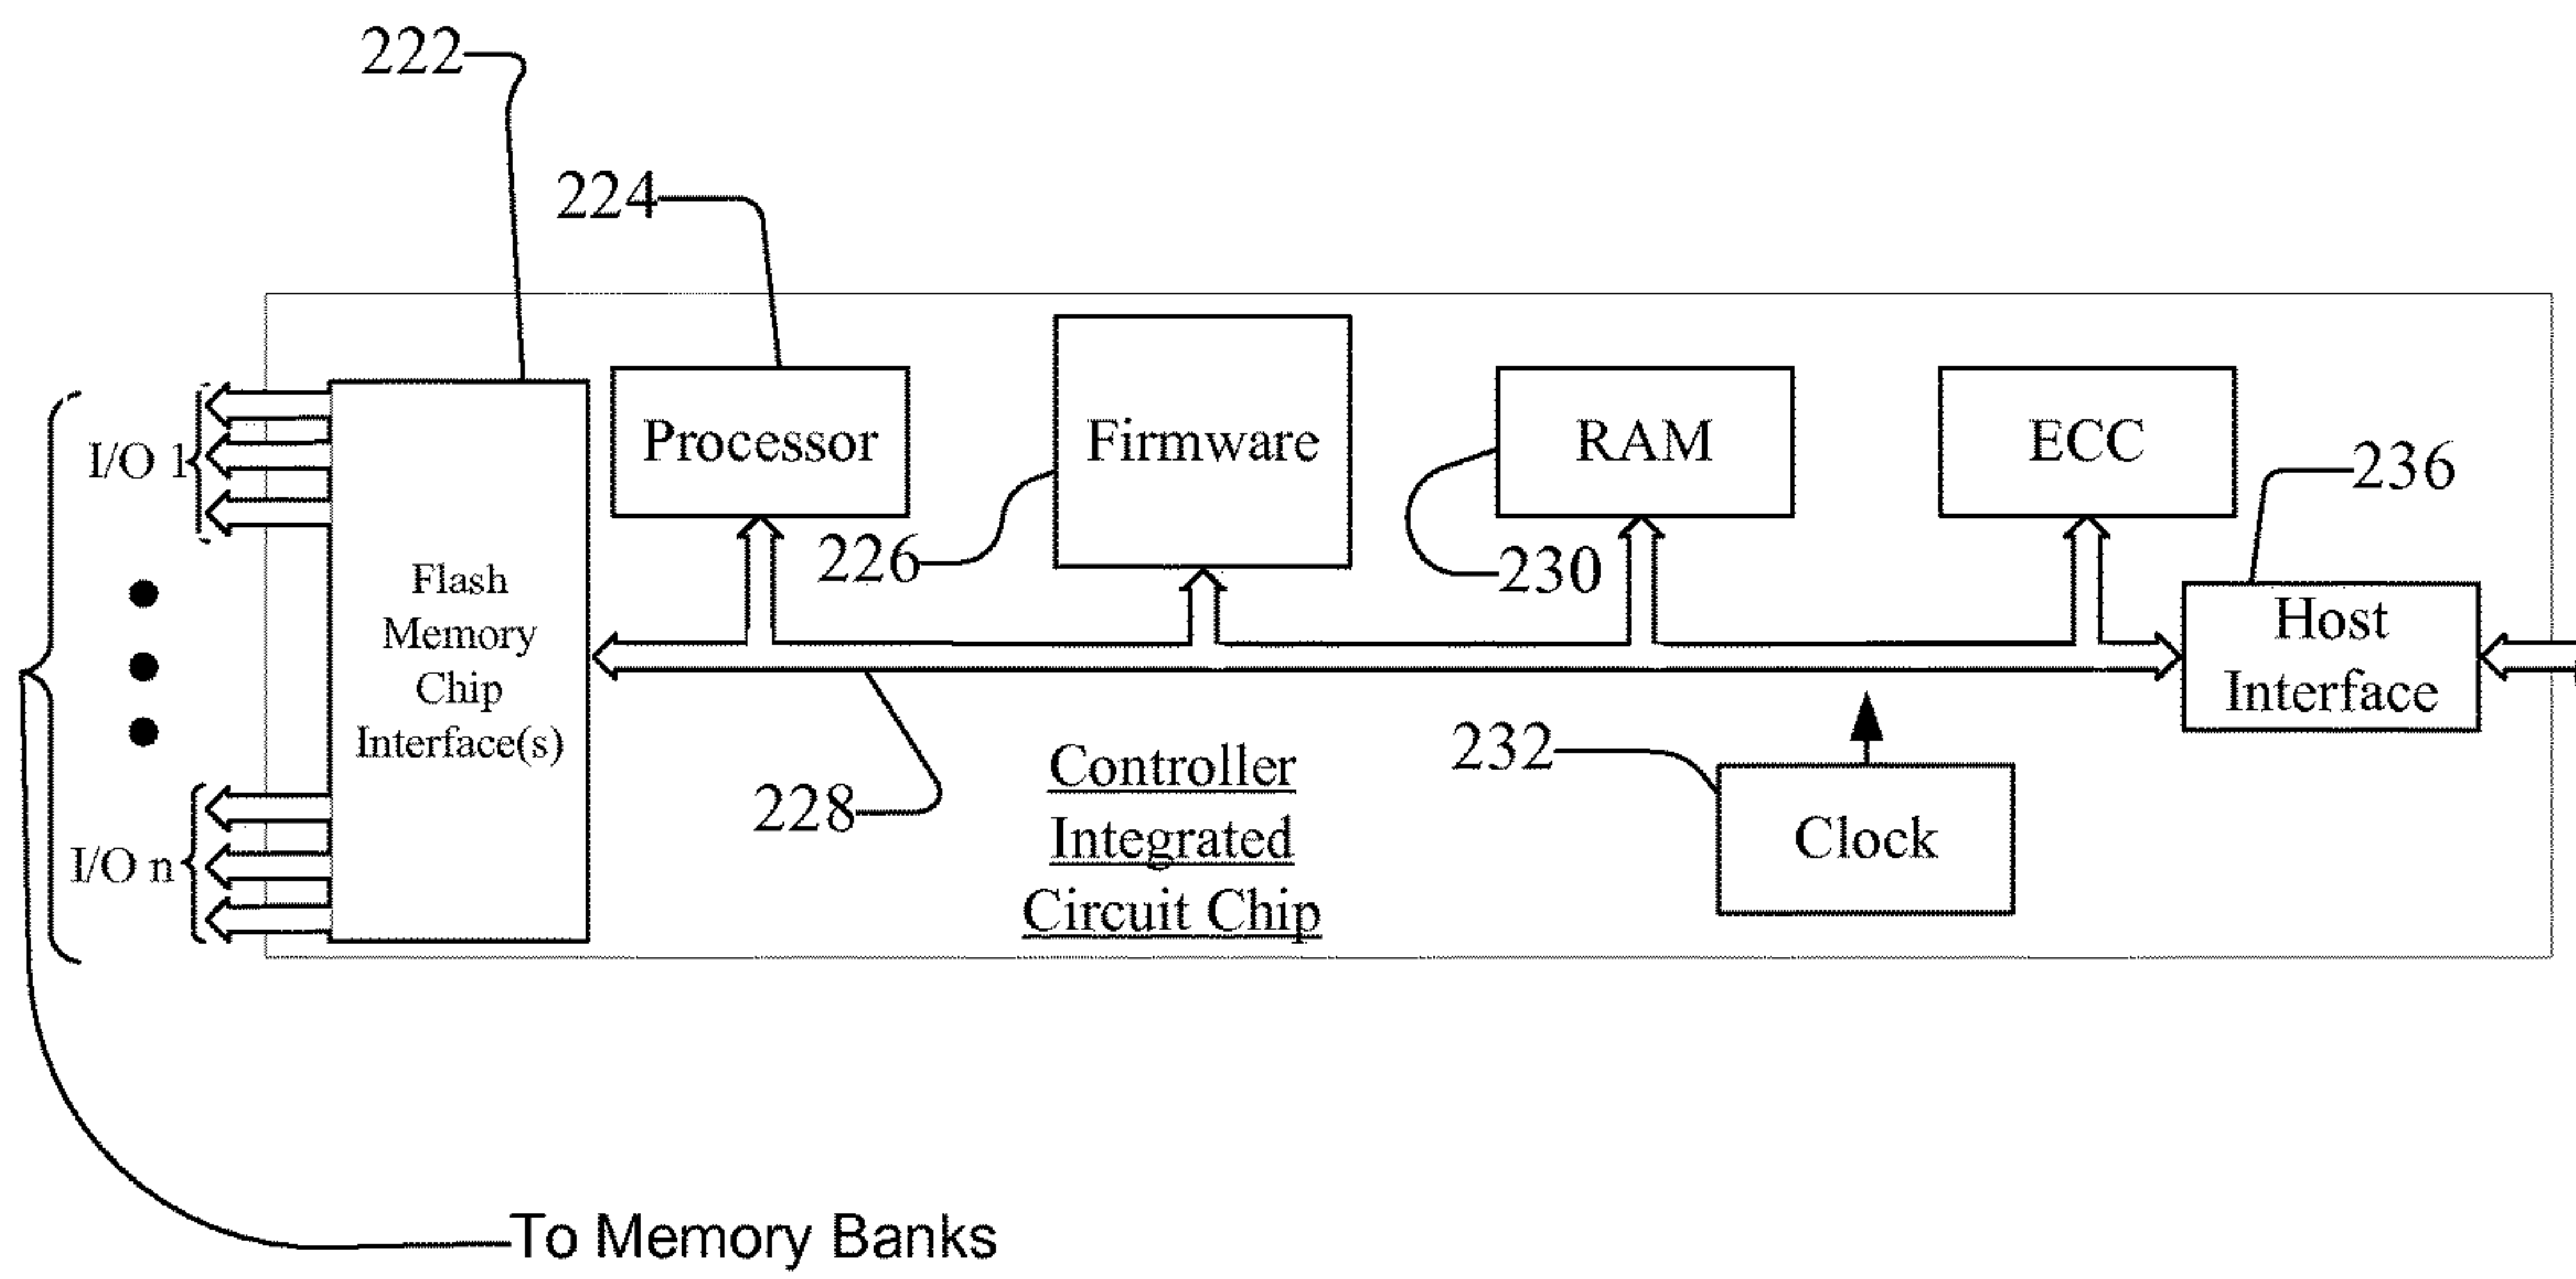 222
224
Processor
Firmware
RAM
ECC
236
I/O 1
226
230
Flash
Memory
Chip
Interface(s)
Host
Interface
228
232
Controller
Integrated
Circuit Chip
Clock
I/O n
To Memory Banks